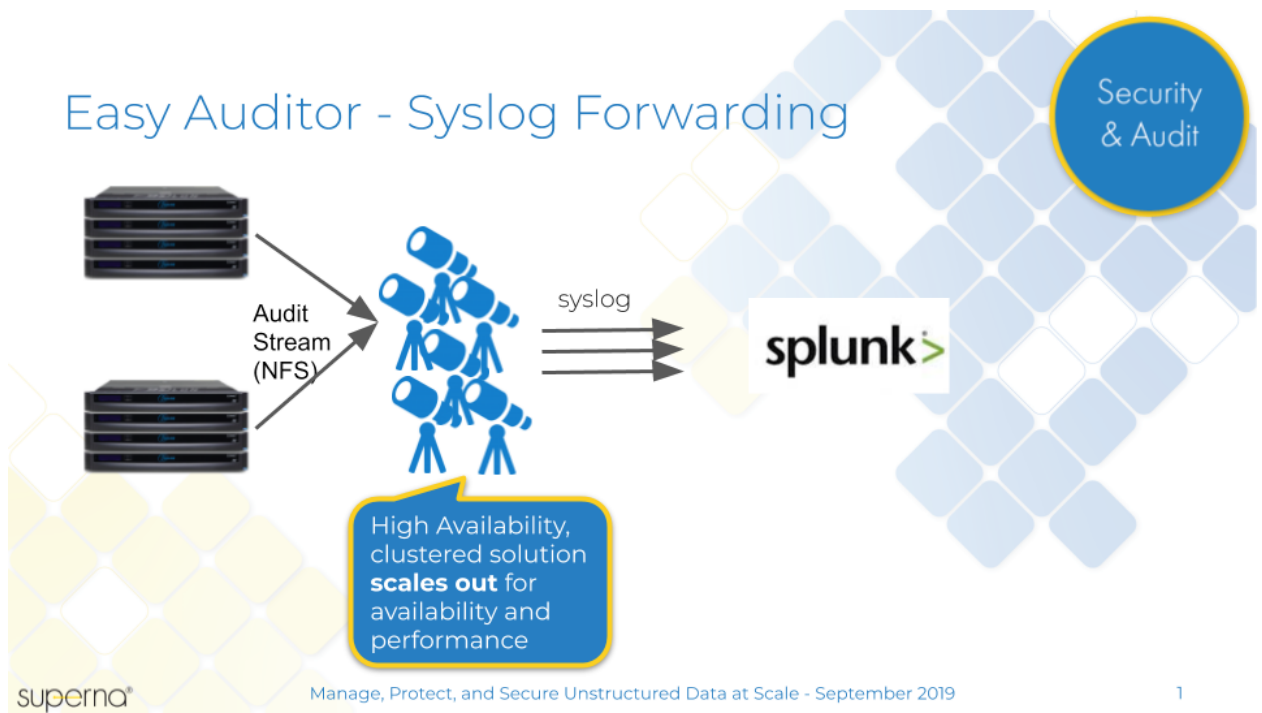 Easy Auditor - Syslog Forwarding
Security
& Audit
Audit
Stream
(NFS)
syslog
splunk>
High Availability,
clustered solution
scales out for
availability and
performance
superna®
Manage, Protect, and Secure Unstructured Data at Scale - September 2019
1